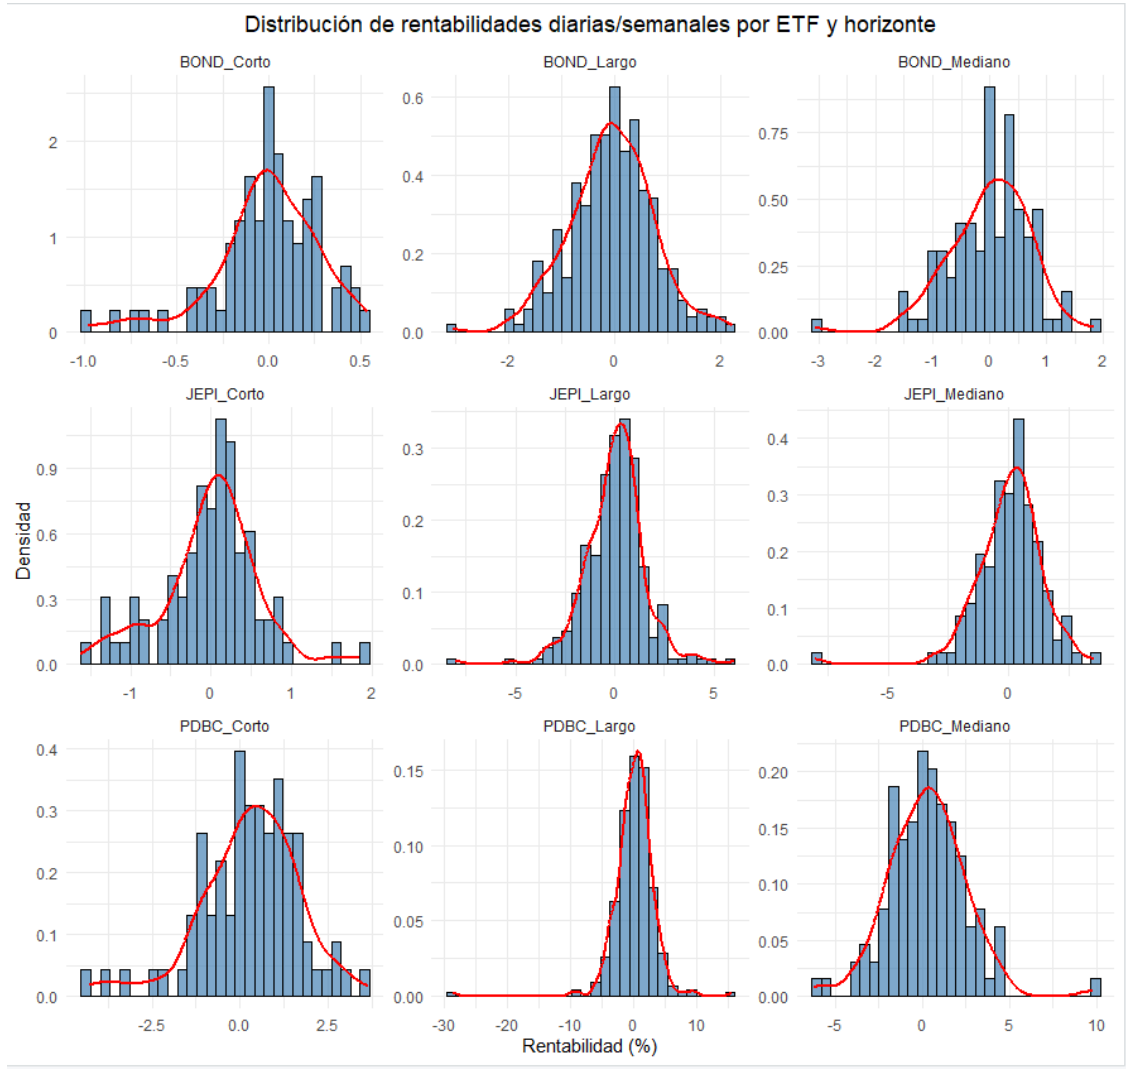 Distribución de rentabilidades diarias/semanales por ETF y horizonte
BOND_Corto
BOND_Largo
BOND_Mediano
2
1
0
-1.0 -0.5 0.0 0.5
0.6
0.4
0.2
0.0
-2 0 2
0.75
0.50
0.25
0.00
-3 -2 -1 0 1 2
JEPI_Corto
JEPI_Largo
JEPI_Mediano
Densidad
0.9
0.6
0.3
0.0
-1 0 1 2
0.3
0.2
0.1
0.0
-5 0 5
0.4
0.3
0.2
0.1
0.0
-5 0
PDBC_Corto
PDBC_Largo
PDBC_Mediano
0.4
0.3
0.2
0.1
0.0
-2.5 0.0 2.5
0.15
0.10
0.05
0.00
-30 -20 -10 0 10
0.20
0.15
0.10
0.05
0.00
-5 0 5 10
Rentabilidad (%)